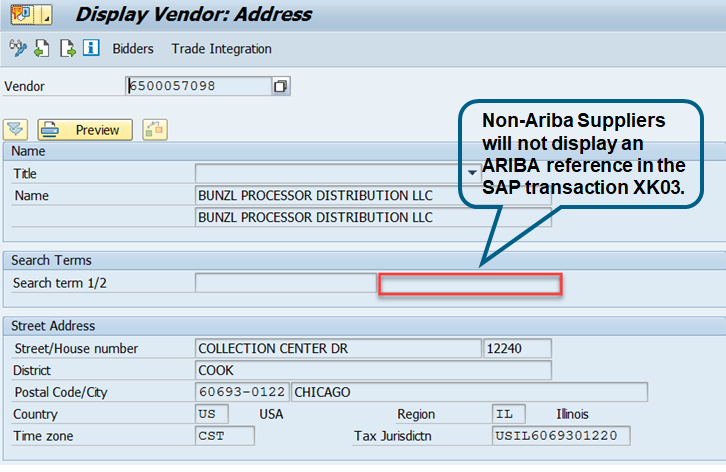 Display Vendor: Address
Bidders Trade Integration
Vendor 6500057098
Preview
Non-Ariba Suppliers
will not display an
ARIBA reference in the
SAP transaction XK03.
Name
Title
Name BUNZL PROCESSOR DISTRIBUTION LLC
BUNZL PROCESSOR DISTRIBUTION LLC
Search Terms
Search term 1/2
Street Address
Street/House number COLLECTION CENTER DR 12240
District COOK
Postal Code/City 60693-0122 CHICAGO
Country US USA Region IL Illinois
Time zone CST Tax Jurisdictn USIL6069301220